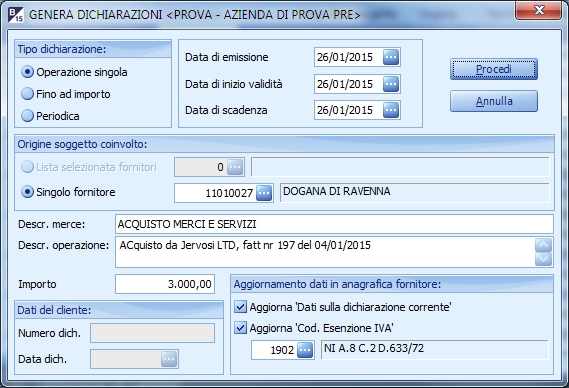 B 15 GENERA DICHIARAZIONI <PROVA - AZIENDA DI PROVA PRE>
Tipo dichiarazione:
Operazione singola
Fino ad importo
Periodica
Data di emissione 26/01/2015 ...
Data di inizio validità 26/01/2015 ...
Data di scadenza 26/01/2015 ...
Procedi
Annulla
Origine soggetto coinvolto:
Lista selezionata fornitori 0 ...
Singolo fornitore 11010027 ... DOGANA DI RAVENNA
Descr. merce: ACQUISTO MERCI E SERVIZI
Descr. operazione: ACquisto da Jervosi LTD, fatt nr 197 del 04/01/2015
Importo 3.000,00
Dati del cliente:
Numero dich.
Data dich. ...
Aggiornamento dati in anagrafica fornitore:
Aggiorna 'Dati sulla dichiarazione corrente'
Aggiorna 'Cod. Esenzione IVA'
1902 ... NI A.8 C.2 D.633/72